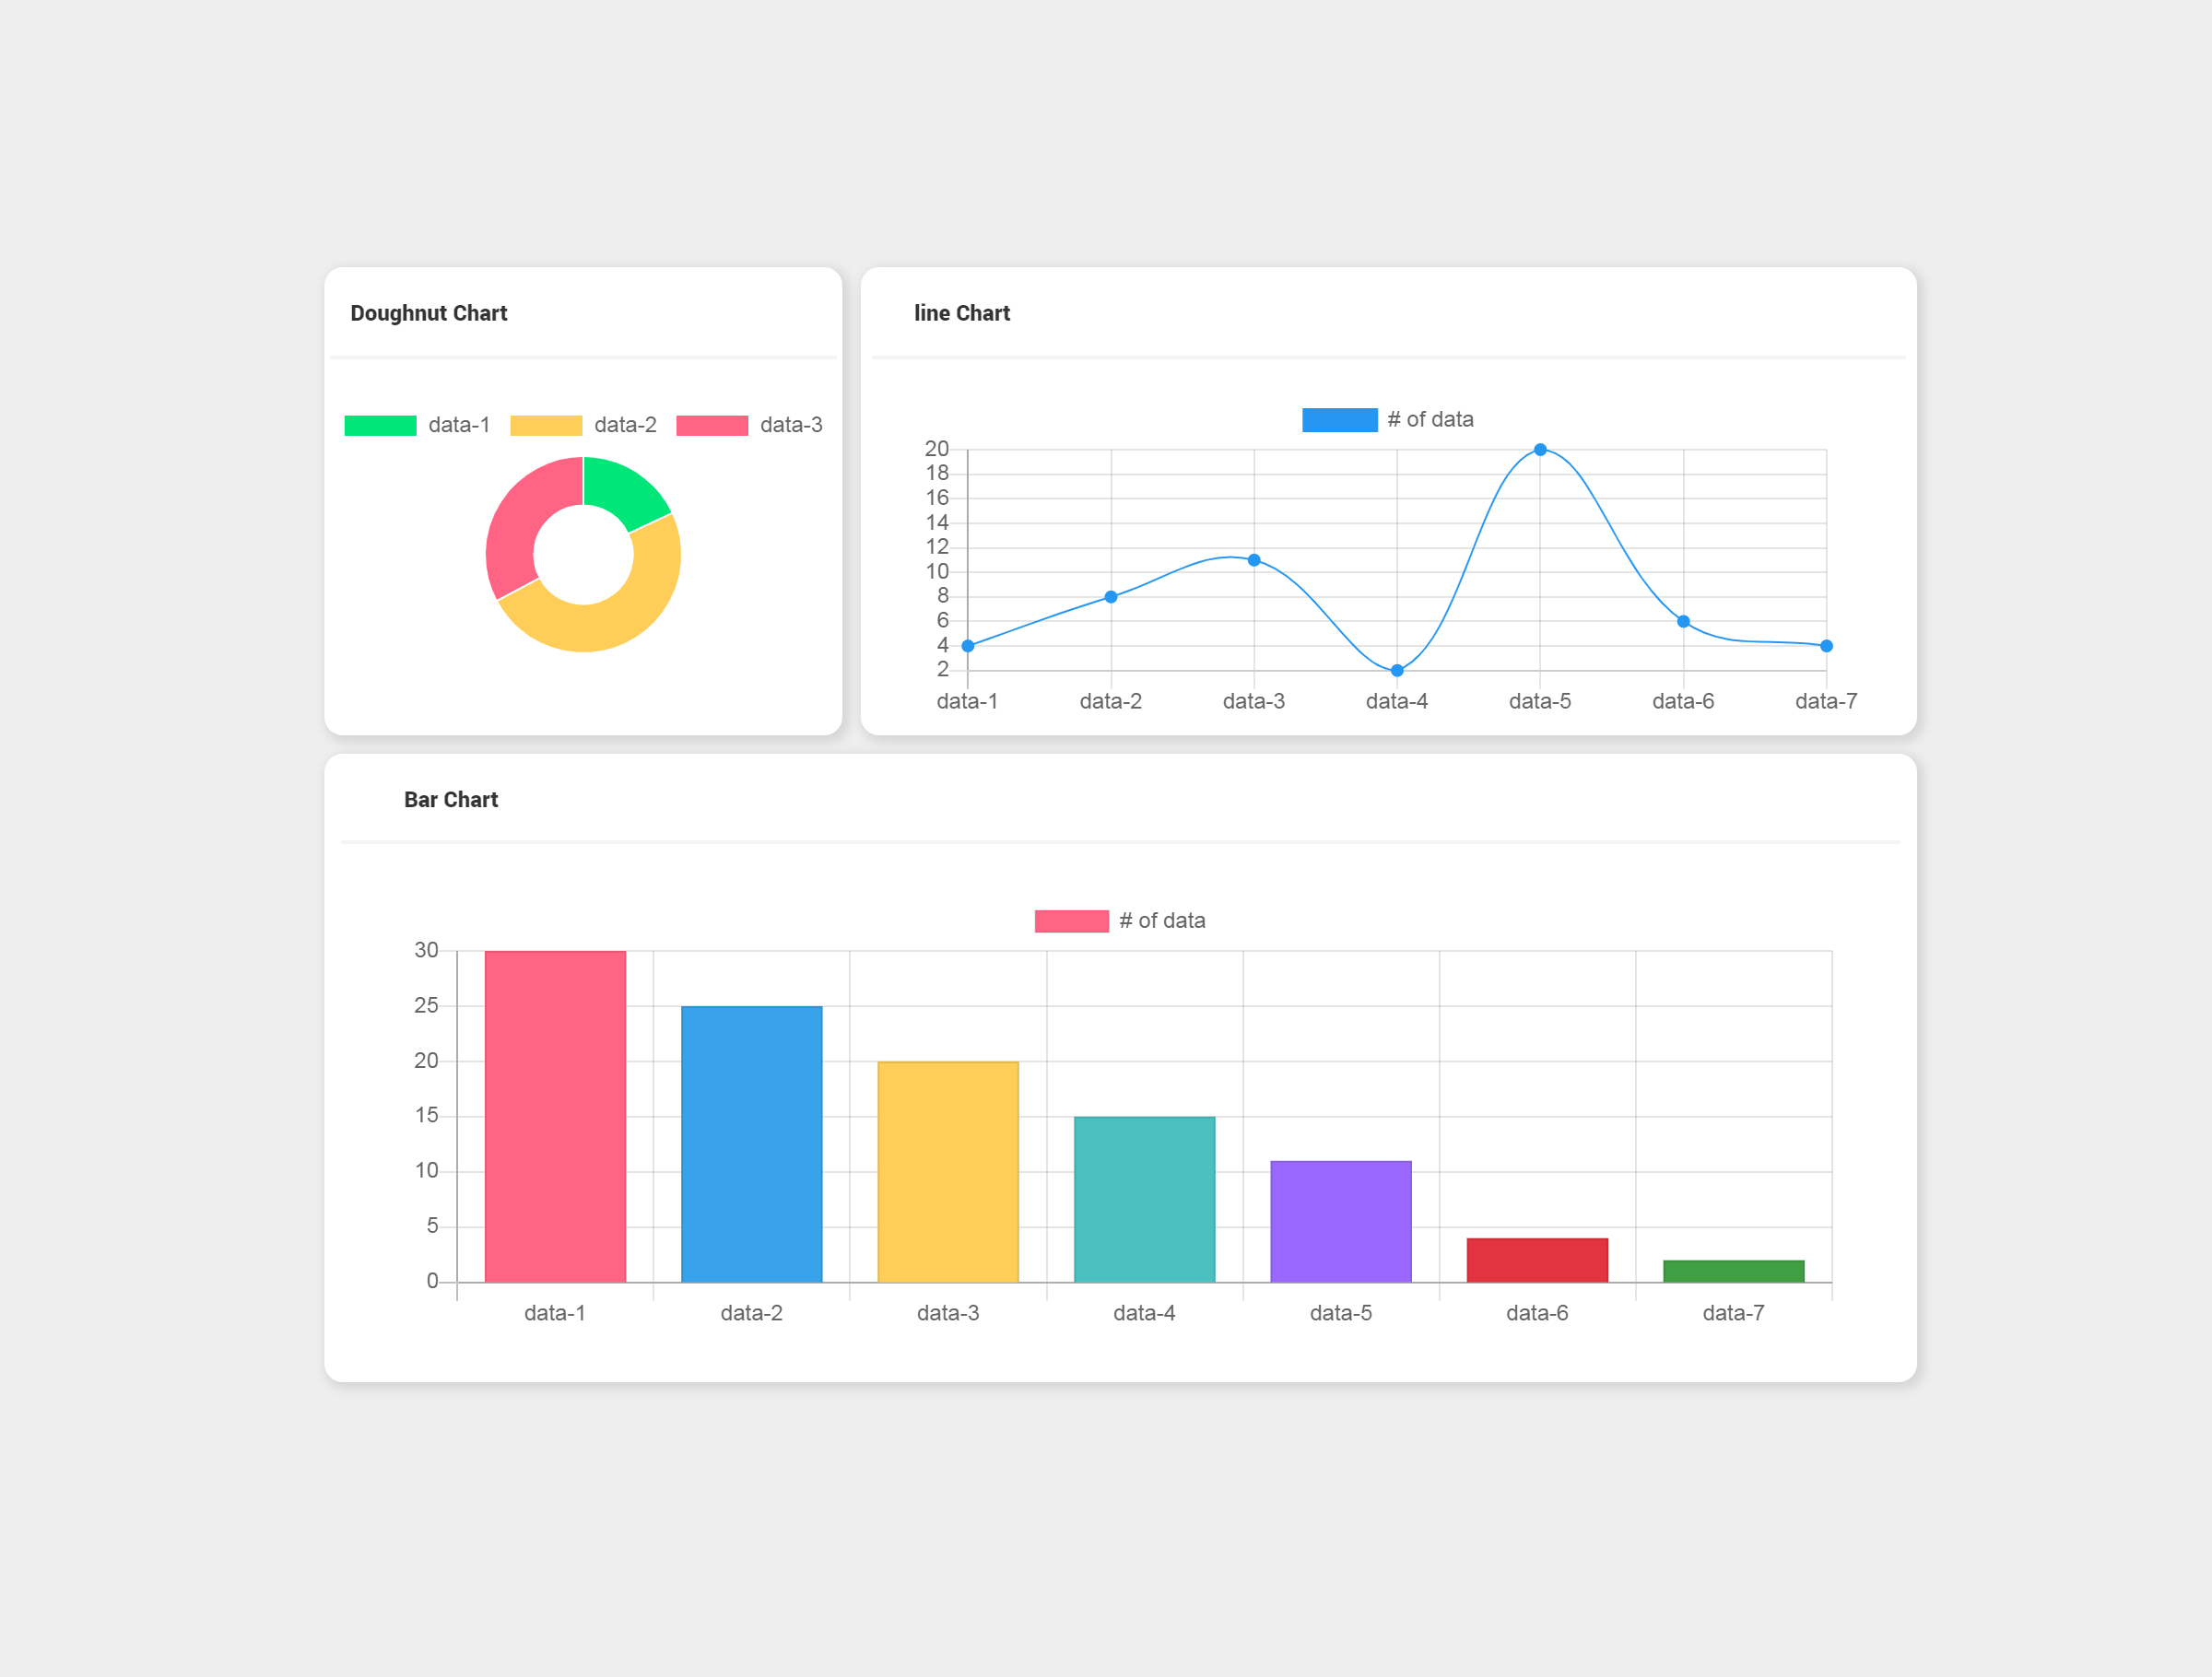 Doughnut Chart
data-1 data-2 data-3
line Chart
# of data
20
18
16
14
12
10
8
6
4
2
data-1 data-2 data-3 data-4 data-5 data-6 data-7
Bar Chart
# of data
30
25
20
15
10
5
0
data-1 data-2 data-3 data-4 data-5 data-6 data-7